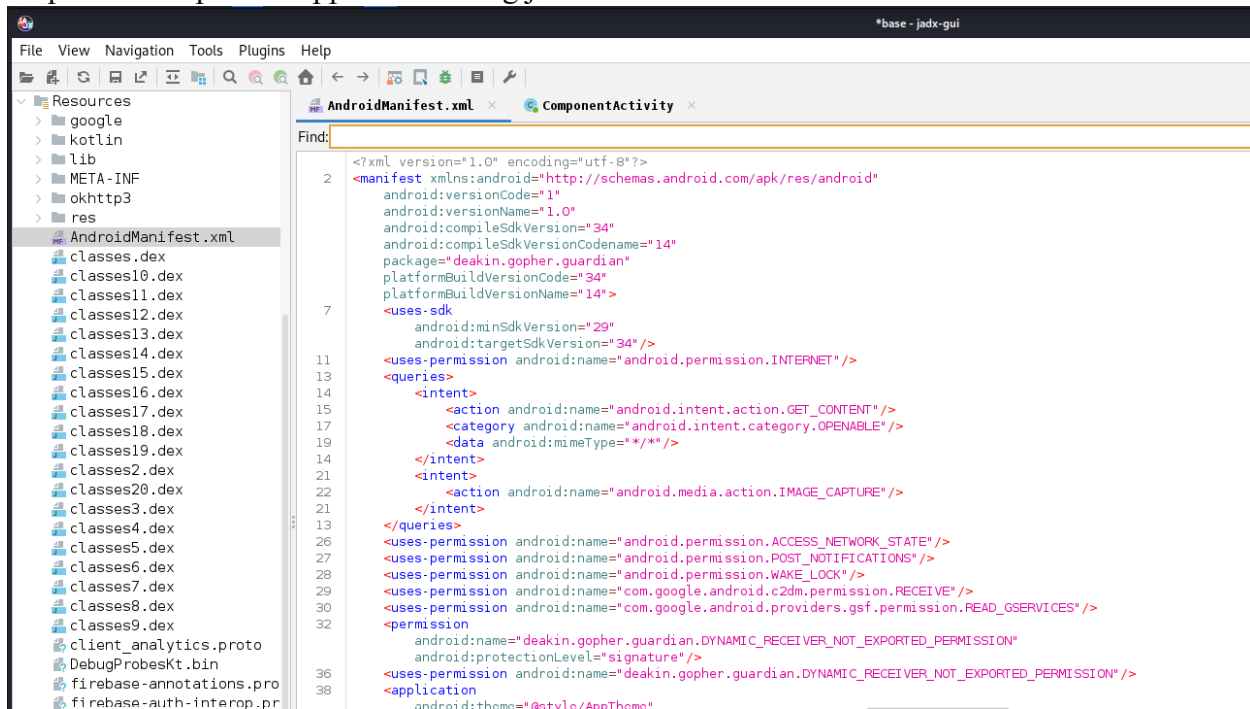 *base - jadx-gui
File View Navigation Tools Plugins Help
Resources
google
kotlin
lib
META-INF
okhttp3
res
AndroidManifest.xml
classes.dex
classes10.dex
classes11.dex
classes12.dex
classes13.dex
classes14.dex
classes15.dex
classes16.dex
classes17.dex
classes18.dex
classes19.dex
classes2.dex
classes20.dex
classes3.dex
classes4.dex
classes5.dex
classes6.dex
classes7.dex
classes8.dex
classes9.dex
client_analytics.proto
DebugProbesKt.bin
firebase-annotations.pro
firebase-auth-interop.pr
AndroidManifest.xml × ComponentActivity ×
Find:
<?xml version="1.0" encoding="utf-8"?>
2 <manifest xmlns:android="http://schemas.android.com/apk/res/android"
android:versionCode="1"
android:versionName="1.0"
android:compileSdkVersion="34"
android:compileSdkVersionCodename="14"
package="deakin.gopher.guardian"
platformBuildVersionCode="34"
platformBuildVersionName="14">
7 <uses-sdk
android:minSdkVersion="29"
android:targetSdkVersion="34"/>
11 <uses-permission android:name="android.permission.INTERNET"/>
13 <queries>
14 <intent>
15 <action android:name="android.intent.action.GET_CONTENT"/>
17 <category android:name="android.intent.category.OPENABLE"/>
19 <data android:mimeType="*/*"/>
14 </intent>
21 <intent>
22 <action android:name="android.media.action.IMAGE_CAPTURE"/>
21 </intent>
13 </queries>
26 <uses-permission android:name="android.permission.ACCESS_NETWORK_STATE"/>
27 <uses-permission android:name="android.permission.POST_NOTIFICATIONS"/>
28 <uses-permission android:name="android.permission.WAKE_LOCK"/>
29 <uses-permission android:name="com.google.android.c2dm.permission.RECEIVE"/>
30 <uses-permission android:name="com.google.android.providers.gsf.permission.READ_GSERVICES"/>
32 <permission
android:name="deakin.gopher.guardian.DYNAMIC_RECEIVER_NOT_EXPORTED_PERMISSION"
android:protectionLevel="signature"/>
36 <uses-permission android:name="deakin.gopher.guardian.DYNAMIC_RECEIVER_NOT_EXPORTED_PERMISSION"/>
38 <application
android:theme="@style/AppTheme"